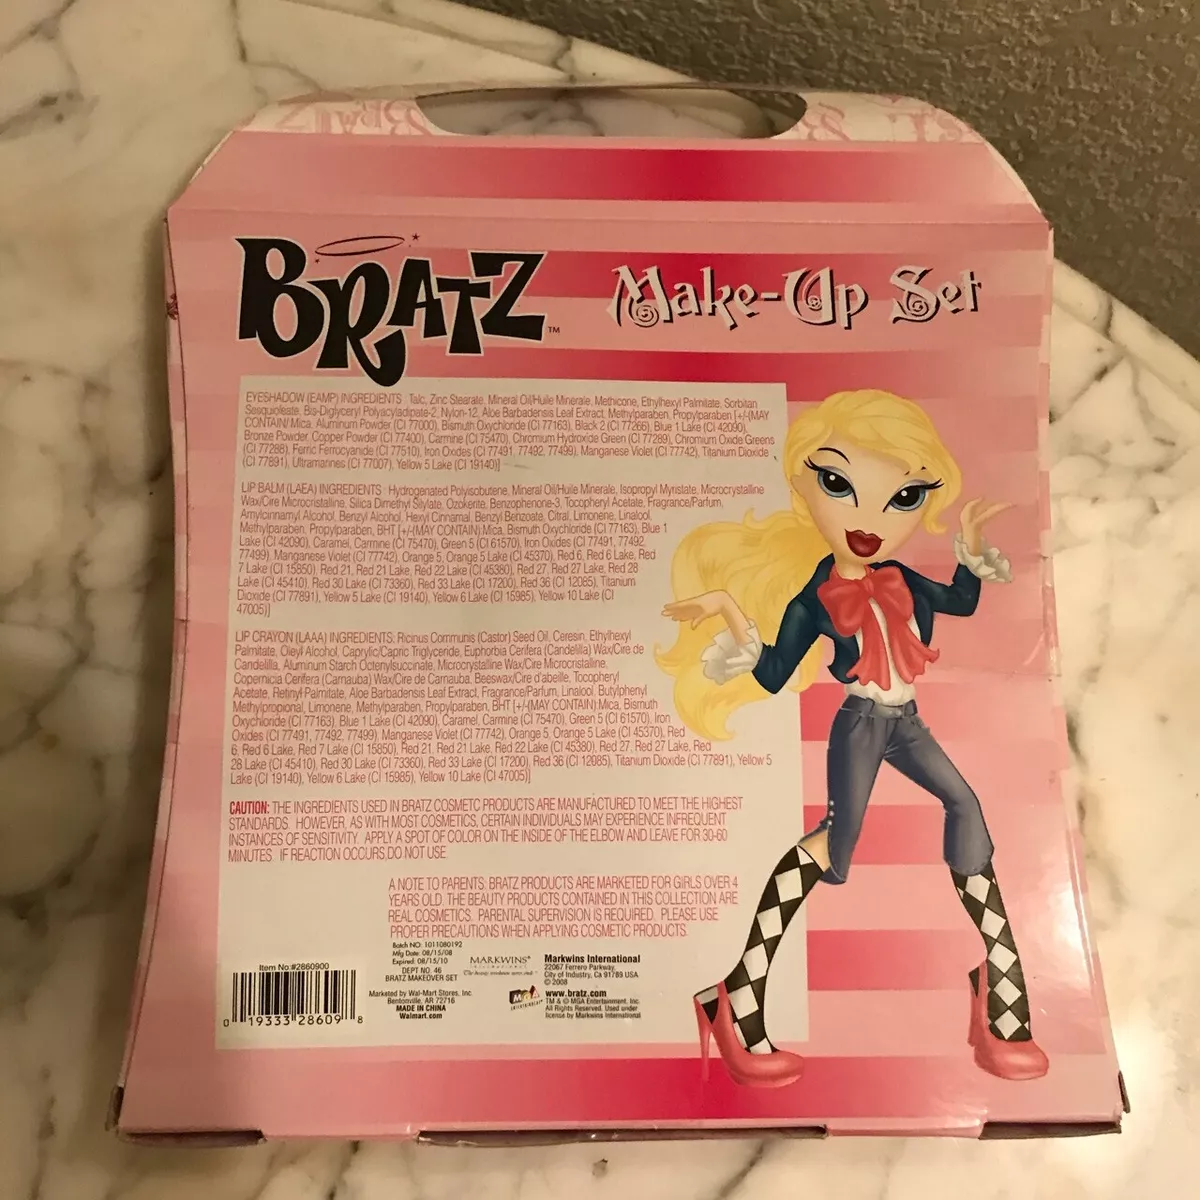 BRATZ™
Make-Up Set
EYESHADOW (EAMP) INGREDIENTS Talc, Zinc Stearate, Mineral Oil/Huile Minerale, Methicone, Ethylhexyl Palmitate, Sorbitan
Sesquioleate, Bis-Diglyceryl Polyacyladipate-2, Nylon-12, Aloe Barbadensis Leaf Extract, Methylparaben, Propylparaben [+/-(MAY
CONTAIN/ Mica, Aluminum Powder (CI 77000), Bismuth Oxychloride (CI 77163), Black 2 (CI 77266), Blue 1 Lake (CI 42090),
Bronze Powder, Copper Powder (CI 77400), Carmine (CI 75470), Chromium Hydroxide Green (CI 77289), Chromium Oxide Greens
(CI 77288), Ferric Ferrocyanide (CI 77510), Iron Oxides (CI 77491, 77492, 77499), Manganese Violet (CI 77742), Titanium Dioxide
(CI 77891), Ultramarines (CI 77007), Yellow 5 Lake (CI 19140)]
LIP BALM (LAEA) INGREDIENTS : Hydrogenated Polyisobutene, Mineral Oil/Huile Minerale, Isopropyl Myristate, Microcrystalline
Wax/Cire Microcristalline, Silica Dimethyl Silylate, Ozokerite, Benzophenone-3, Tocopheryl Acetate, Fragrance/Parfum,
Amylcinnamyl Alcohol, Benzyl Alcohol, Hexyl Cinnamal, Benzyl Benzoate, Citral, Limonene, Linalool,
Methylparaben, Propylparaben, BHT [+/-(MAY CONTAIN) Mica, Bismuth Oxychloride (CI 77163), Blue 1
Lake (CI 42090), Caramel, Carmine (CI 75470), Green 5 (CI 61570), Iron Oxides (CI 77491, 77492,
77499), Manganese Violet (CI 77742), Orange 5, Orange 5 Lake (CI 45370), Red 6, Red 6 Lake, Red
7 Lake (CI 15850), Red 21, Red 21 Lake, Red 22 Lake (CI 45380), Red 27, Red 27 Lake, Red 28
Lake (CI 45410), Red 30 Lake (CI 73360), Red 33 Lake (CI 17200), Red 36 (CI 12085), Titanium
Dioxide (CI 77891), Yellow 5 Lake (CI 19140), Yellow 6 Lake (CI 15985), Yellow 10 Lake (CI
47005)]
LIP CRAYON (LAAA) INGREDIENTS: Ricinus Communis (Castor) Seed Oil, Ceresin, Ethylhexyl
Palmitate, Oleyl Alcohol, Caprylic/Capric Triglyceride, Euphorbia Cerifera (Candelilla) Wax/Cire de
Candelilla, Aluminum Starch Octenylsuccinate, Microcrystalline Wax/Cire Microcristalline,
Copernicia Cerifera (Carnauba) Wax/Cire de Carnauba, Beeswax/Cire d'abeille, Tocopheryl
Acetate, Retinyl Palmitate, Aloe Barbadensis Leaf Extract, Fragrance/Parfum, Linalool, Butylphenyl
Methylpropional, Limonene, Methylparaben, Propylparaben, BHT [+/-(MAY CONTAIN) Mica, Bismuth
Oxychloride (CI 77163), Blue 1 Lake (CI 42090), Caramel, Carmine (CI 75470), Green 5 (CI 61570), Iron
Oxides (CI 77491, 77492, 77499), Manganese Violet (CI 77742), Orange 5, Orange 5 Lake (CI 45370), Red
6, Red 6 Lake, Red 7 Lake (CI 15850), Red 21, Red 21 Lake, Red 22 Lake (CI 45380), Red 27, Red 27 Lake, Red
28 Lake (CI 45410), Red 30 Lake (CI 73360), Red 33 Lake (CI 17200), Red 36 (CI 12085), Titanium Dioxide (CI 77891), Yellow 5
Lake (CI 19140), Yellow 6 Lake (CI 15985), Yellow 10 Lake (CI 47005)]
CAUTION: THE INGREDIENTS USED IN BRATZ COSMETC PRODUCTS ARE MANUFACTURED TO MEET THE HIGHEST
STANDARDS. HOWEVER, AS WITH MOST COSMETICS, CERTAIN INDIVIDUALS MAY EXPERIENCE INFREQUENT
INSTANCES OF SENSITIVITY. APPLY A SPOT OF COLOR ON THE INSIDE OF THE ELBOW AND LEAVE FOR 30-60
MINUTES. IF REACTION OCCURS,DO NOT USE.
A NOTE TO PARENTS: BRATZ PRODUCTS ARE MARKETED FOR GIRLS OVER 4
YEARS OLD. THE BEAUTY PRODUCTS CONTAINED IN THIS COLLECTION ARE
REAL COSMETICS. PARENTAL SUPERVISION IS REQUIRED. PLEASE USE
PROPER PRECAUTIONS WHEN APPLYING COSMETIC PRODUCTS.
Item No:#2860900
0 19333 28609 8
Batch NO: 1011080192
Mfg Date: 08/15/08
Expired: 08/15/10
DEPT NO. 46
BRATZ MAKEOVER SET
Marketed by Wal-Mart Stores, Inc.
Bentonville, AR 72716
MADE IN CHINA
Walmart.com
MARKWINS®
INTERNATIONAL
MGA
ENTERTAINMENT
Markwins International
22067 Ferrero Parkway,
City of Industry, CA 91789 USA
© 2008
www.bratz.com
TM & © MGA Entertainment, Inc.
All Rights Reserved. Used under
license by Markwins International